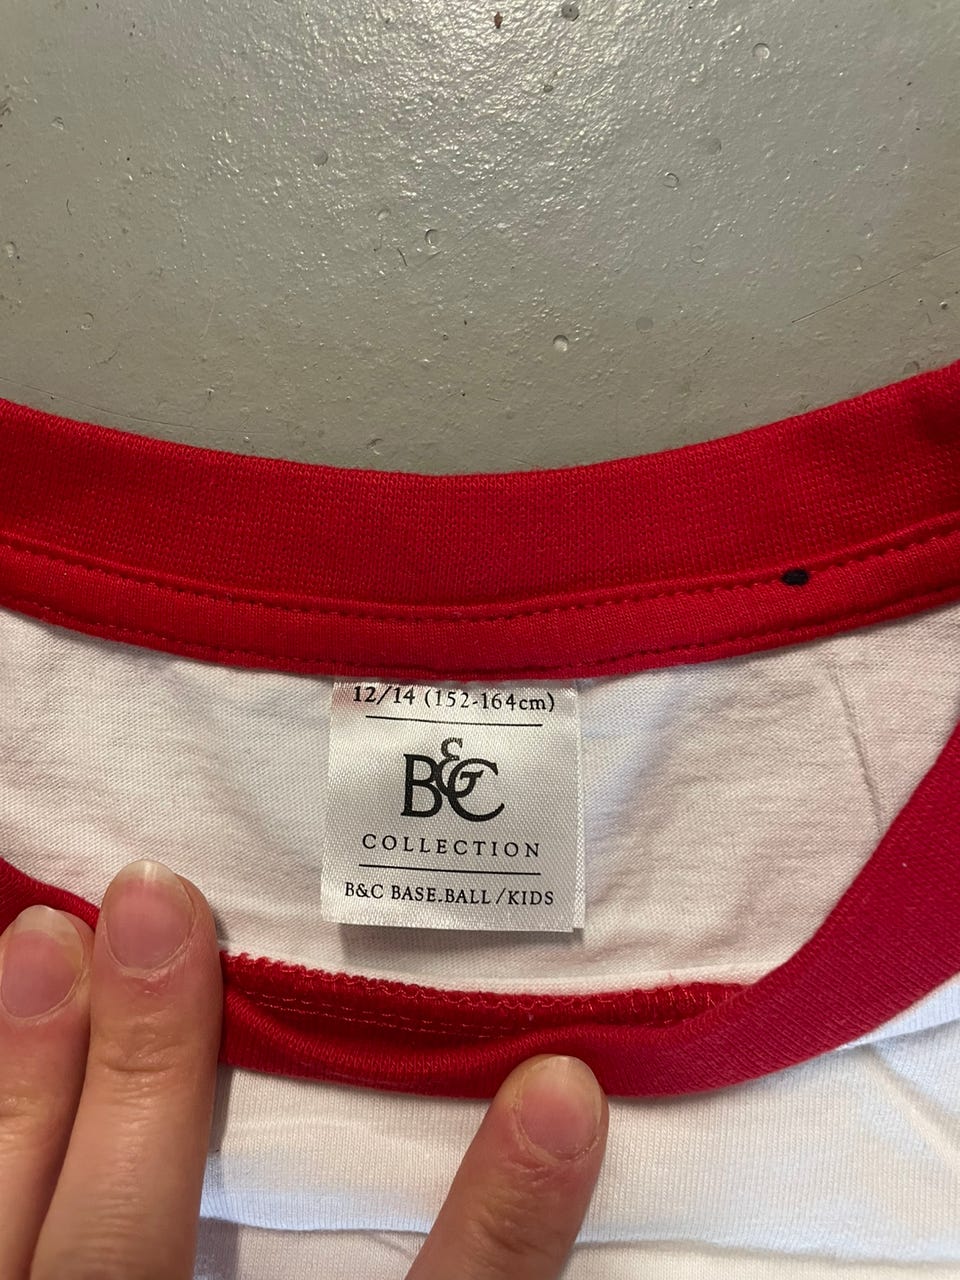 12/14 (152-164cm)
B&C
COLLECTION
B&C BASE.BALL/KIDS